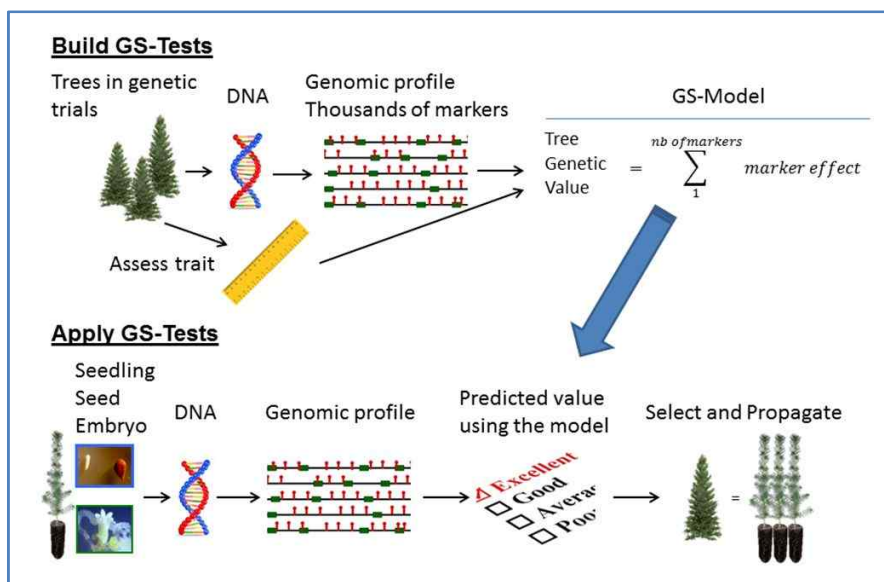 Build GS-Tests
Trees in genetic
trials
DNA
Genomic profile
Thousands of markers
GS-Model
Tree
Genetic
Value
=
nb ofmarkers
∑
1
marker effect
Assess trait
Apply GS-Tests
Seedling
Seed
Embryo
DNA
Genomic profile
Predicted value
using the model
Select and Propagate
Excellent
Good
Averag
Poor
=